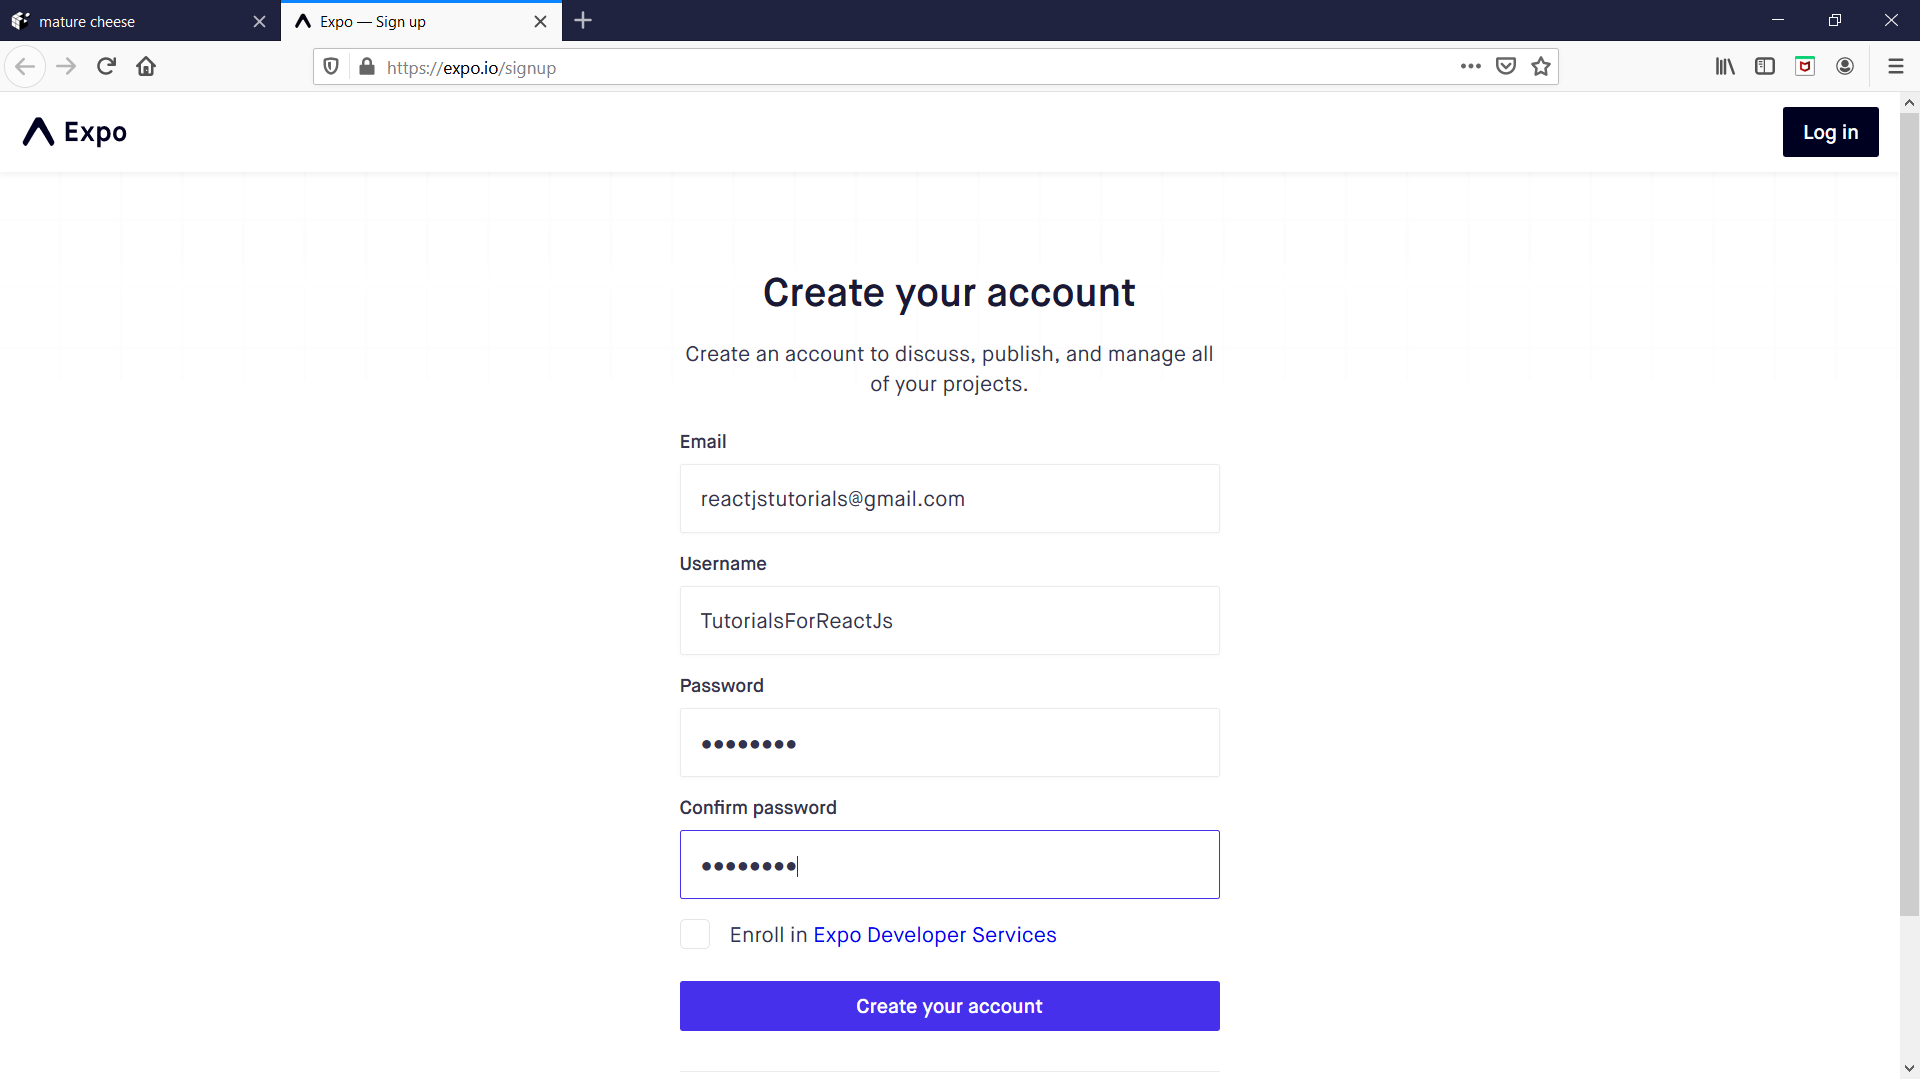 mature cheese
Expo — Sign up
https://expo.io/signup
Expo
Log in
Create your account
Create an account to discuss, publish, and manage all
of your projects.
Email
reactjstutorials@gmail.com
Username
TutorialsForReactJs
Password
••••••••
Confirm password
••••••••
Enroll in Expo Developer Services
Create your account